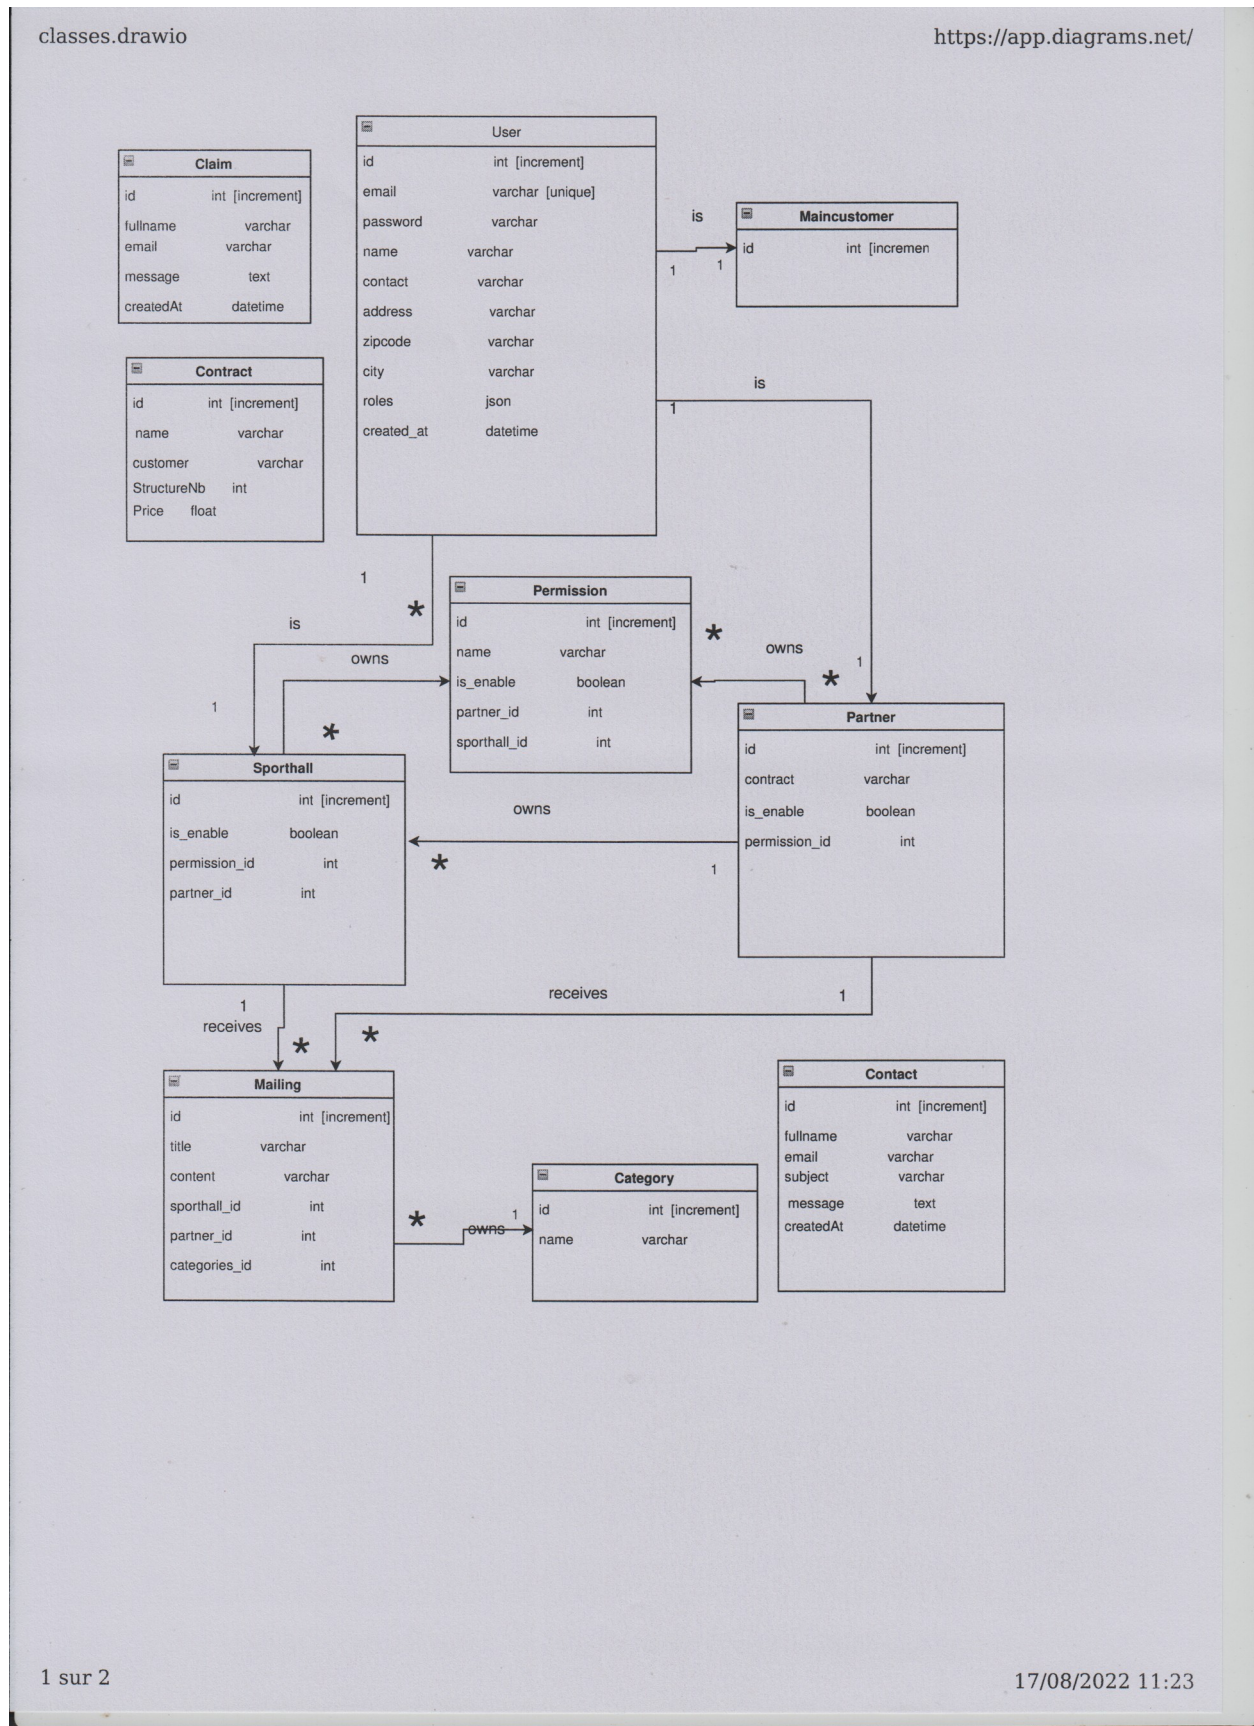 classes.drawio
https://app.diagrams.net/
User
id int [increment]
email varchar [unique]
password varchar
name varchar
contact varchar
address varchar
zipcode varchar
city varchar
roles json
created_at datetime
Claim
id int [increment]
fullname varchar
email varchar
message text
createdAt datetime
is
1
1
Maincustomer
id int [incremen
Contract
id int [increment]
name varchar
customer varchar
StructureNb int
Price float
is
1
1
1
*
is
owns
1
*
Permission
id int [increment]
name varchar
is_enable boolean
partner_id int
sporthall_id int
*
owns
*
Partner
id int [increment]
contract varchar
is_enable boolean
permission_id int
Sporthall
id int [increment]
is_enable boolean
permission_id int
partner_id int
owns
*
1
1
receives
*
receives
1
*
Mailing
id int [increment]
title varchar
content varchar
sporthall_id int
partner_id int
categories_id int
*
owns
1
Category
id int [increment]
name varchar
Contact
id int [increment]
fullname varchar
email varchar
subject varchar
message text
createdAt datetime
1 sur 2
17/08/2022 11:23